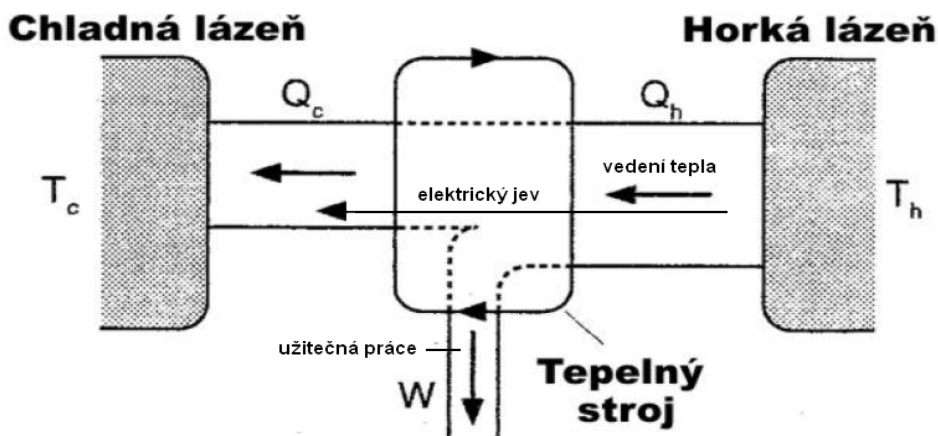 Chladná lázeň
Horká lázeň
Qc
Qh
vedení tepla
Tc
elektrický jev
Th
užitečná práce
W
Tepelný
stroj